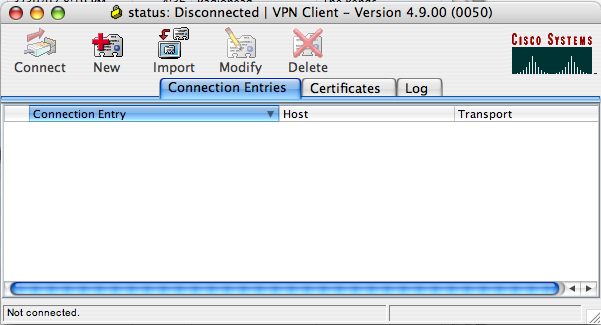 status: Disconnected | VPN Client - Version 4.9.00 (0050)
Connect New Import Modify Delete
CISCO SYSTEMS
Connection Entries Certificates Log
Connection Entry Host Transport
Not connected.